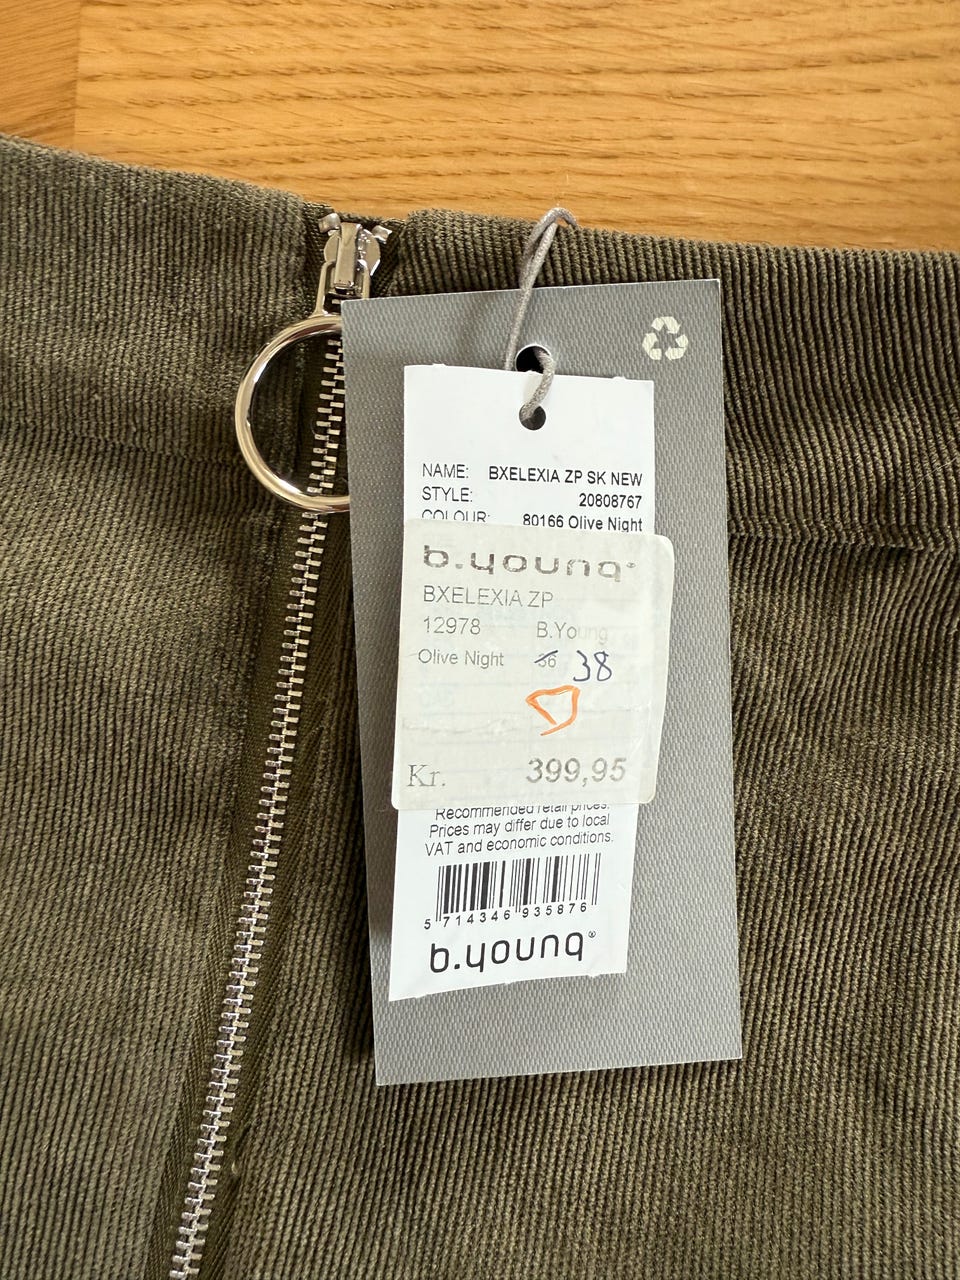 NAME: BXELEXIA ZP SK NEW
STYLE: 20808767
COLOUR: 80166 Olive Night
b.young®
BXELEXIA ZP
12978 B.Young
Olive Night 36 38
Kr. 399,95
Recommended retail prices.
Prices may differ due to local
VAT and economic conditions.
5 714346 935876
b.young®